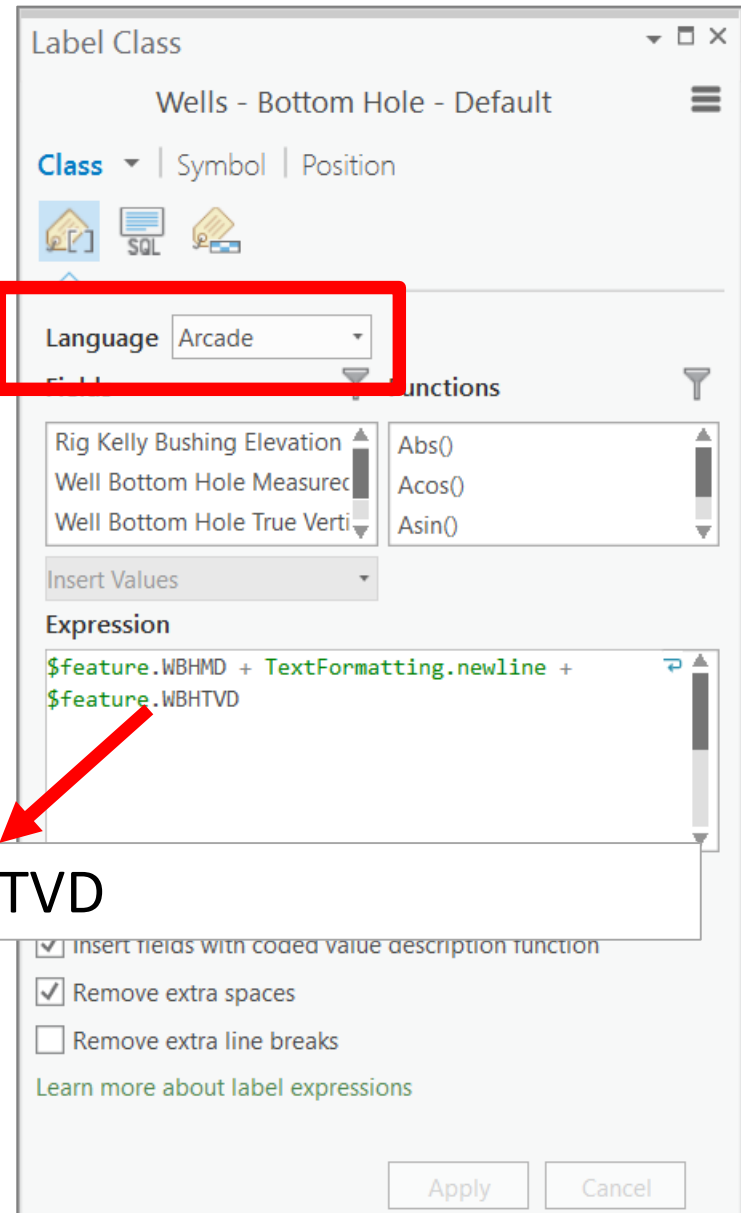 Label Class
Wells - Bottom Hole - Default
Class | Symbol | Position
SQL
Language Arcade
Functions
Rig Kelly Bushing Elevation
Well Bottom Hole Measured
Well Bottom Hole True Verti
Abs()
Acos()
Asin()
Insert Values
Expression
$feature.WBHMD + TextFormatting.newline +
$feature.WBHTVD
TVD
Insert fields with coded value description function
Remove extra spaces
Remove extra line breaks
Learn more about label expressions
Apply Cancel